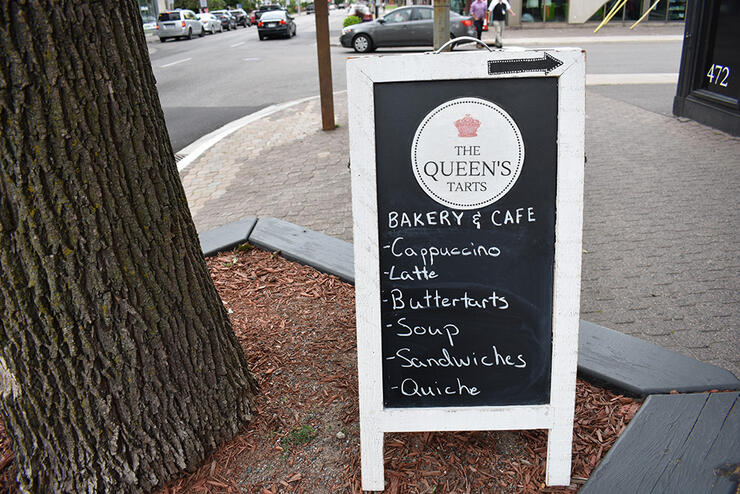 THE
QUEEN'S
TARTS
BAKERY & CAFE
-Cappuccino
-Latte
-Buttertarts
-Soup
-Sandwiches
-Quiche
472